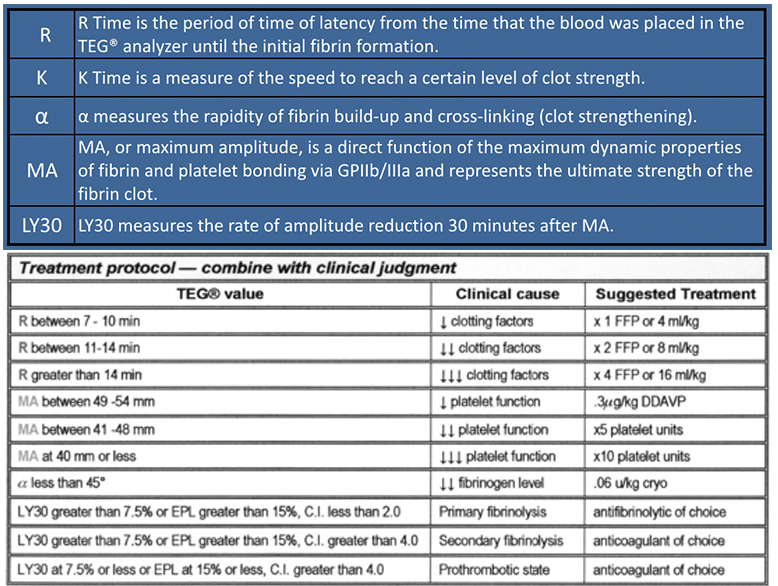 R
R Time is the period of time of latency from the time that the blood was placed in the
TEG® analyzer until the initial fibrin formation.
K
K Time is a measure of the speed to reach a certain level of clot strength.
α
α measures the rapidity of fibrin build-up and cross-linking (clot strengthening).
MA
MA, or maximum amplitude, is a direct function of the maximum dynamic properties
of fibrin and platelet bonding via GPIIb/IIIa and represents the ultimate strength of the
fibrin clot.
LY30
LY30 measures the rate of amplitude reduction 30 minutes after MA.
Treatment protocol — combine with clinical judgment
TEG® value Clinical cause Suggested Treatment
R between 7 - 10 min ↓ clotting factors x 1 FFP or 4 ml/kg
R between 11-14 min ↓↓ clotting factors x 2 FFP or 8 ml/kg
R greater than 14 min ↓↓↓ clotting factors x 4 FFP or 16 ml/kg
MA between 49 -54 mm ↓ platelet function .3μg/kg DDAVP
MA between 41 -48 mm ↓↓ platelet function x5 platelet units
MA at 40 mm or less ↓↓↓ platelet function x10 platelet units
α less than 45° ↓↓ fibrinogen level .06 u/kg cryo
LY30 greater than 7.5% or EPL greater than 15%, C.I. less than 2.0 Primary fibrinolysis antifibrinolytic of choice
LY30 greater than 7.5% or EPL greater than 15%, C.I. greater than 4.0 Secondary fibrinolysis anticoagulant of choice
LY30 at 7.5% or less or EPL at 15% or less, C.I. greater than 4.0 Prothrombotic state anticoagulant of choice